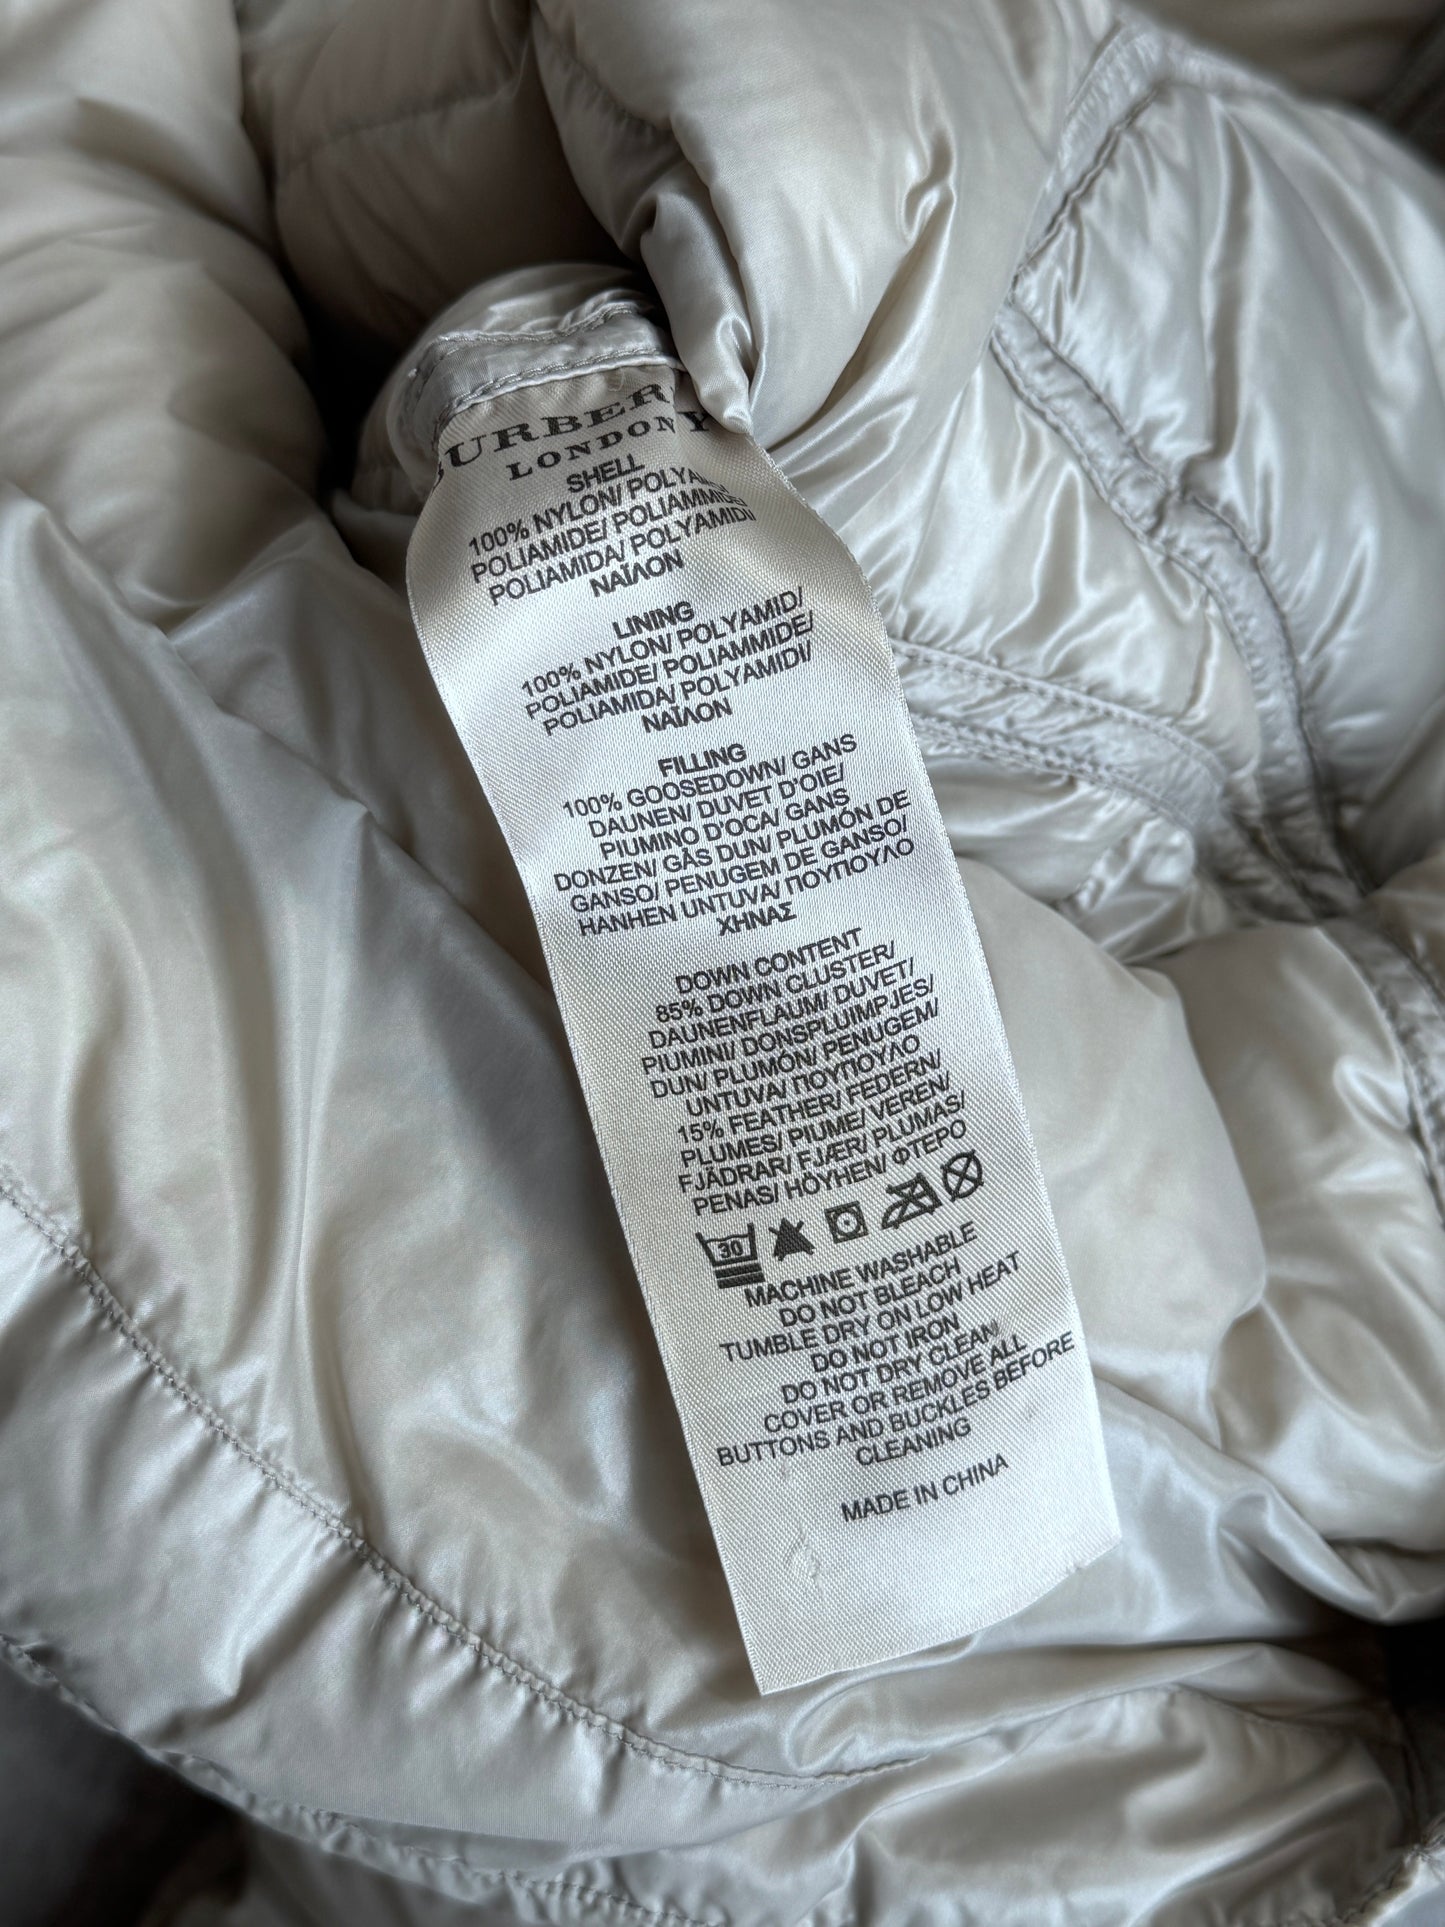 BURBERRY
LONDON
SHELL
100% NYLON/ POLYAMID/
POLIAMIDE/ POLIAMMIDE/
POLIAMIDA/ POLYAMIDI/
ΝΑΪΛΟΝ
LINING
100% NYLON/ POLYAMID/
POLIAMIDE/ POLIAMMIDE/
POLIAMIDA/ POLYAMIDI/
ΝΑΪΛΟΝ
FILLING
100% GOOSEDOWN/ GANS
DAUNEN/ DUVET D'OIE/
PIUMINO D'OCA/ GANS
DONZEN/ GÅS DUN/ PLUMÓN DE
GANSO/ PENUGEM DE GANSO/
HANHEN UNTUVA/ ΠΟΥΠΟΥΛΟ
ΧΗΝΑΣ
DOWN CONTENT
85% DOWN CLUSTER/
DAUNENFLAUM/ DUVET/
PIUMINI/ DONSPLUIMPJES/
DUN/ PLUMÓN/ PENUGEM/
UNTUVA/ ΠΟΥΠΟΥΛΟ
15% FEATHER/ FEDERN/
PLUMES/ PIUME/ VEREN/
FJÄDRAR/ FJÆR/ PLUMAS/
PENAS/ HÖYHEN/ ΦΤΕΡΟ
30
MACHINE WASHABLE
DO NOT BLEACH
TUMBLE DRY ON LOW HEAT
DO NOT IRON
DO NOT DRY CLEAN/
COVER OR REMOVE ALL
BUTTONS AND BUCKLES BEFORE
CLEANING
MADE IN CHINA